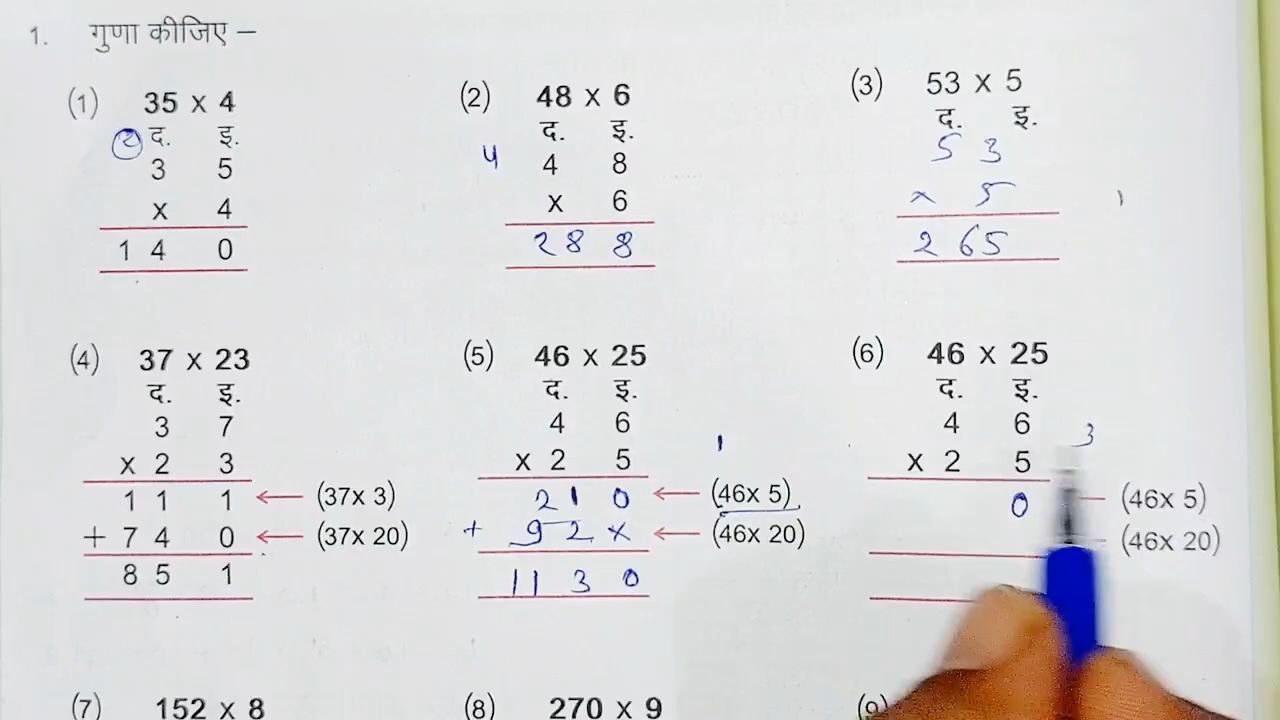 1. गुणा कीजिए –
(1) 35 x 4
② द. इ.
3 5
x 4
1 4 0
(2) 48 x 6
द. इ.
4 4 8
x 6
2 8 8
(3) 53 x 5
द. इ.
5 3
x 5
2 6 5
(4) 37 x 23
द. इ.
3 7
x 2 3
1 1 1 ← (37x 3)
+ 7 4 0 ← (37x 20)
8 5 1
(5) 46 x 25
द. इ.
4 6
x 2 5
2 1 0 ← (46x 5)
+ 9 2 x ← (46x 20)
1 1 3 0
(6) 46 x 25
द. इ.
4 6 3
x 2 5
0 (46x 5)
(46x 20)
(7) 152 x 8
(8) 270 x 9